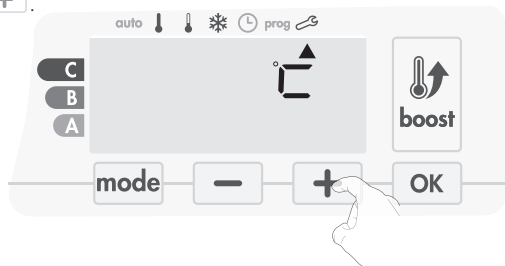 + .
auto prog
°C
C
B
A
boost
mode − + OK